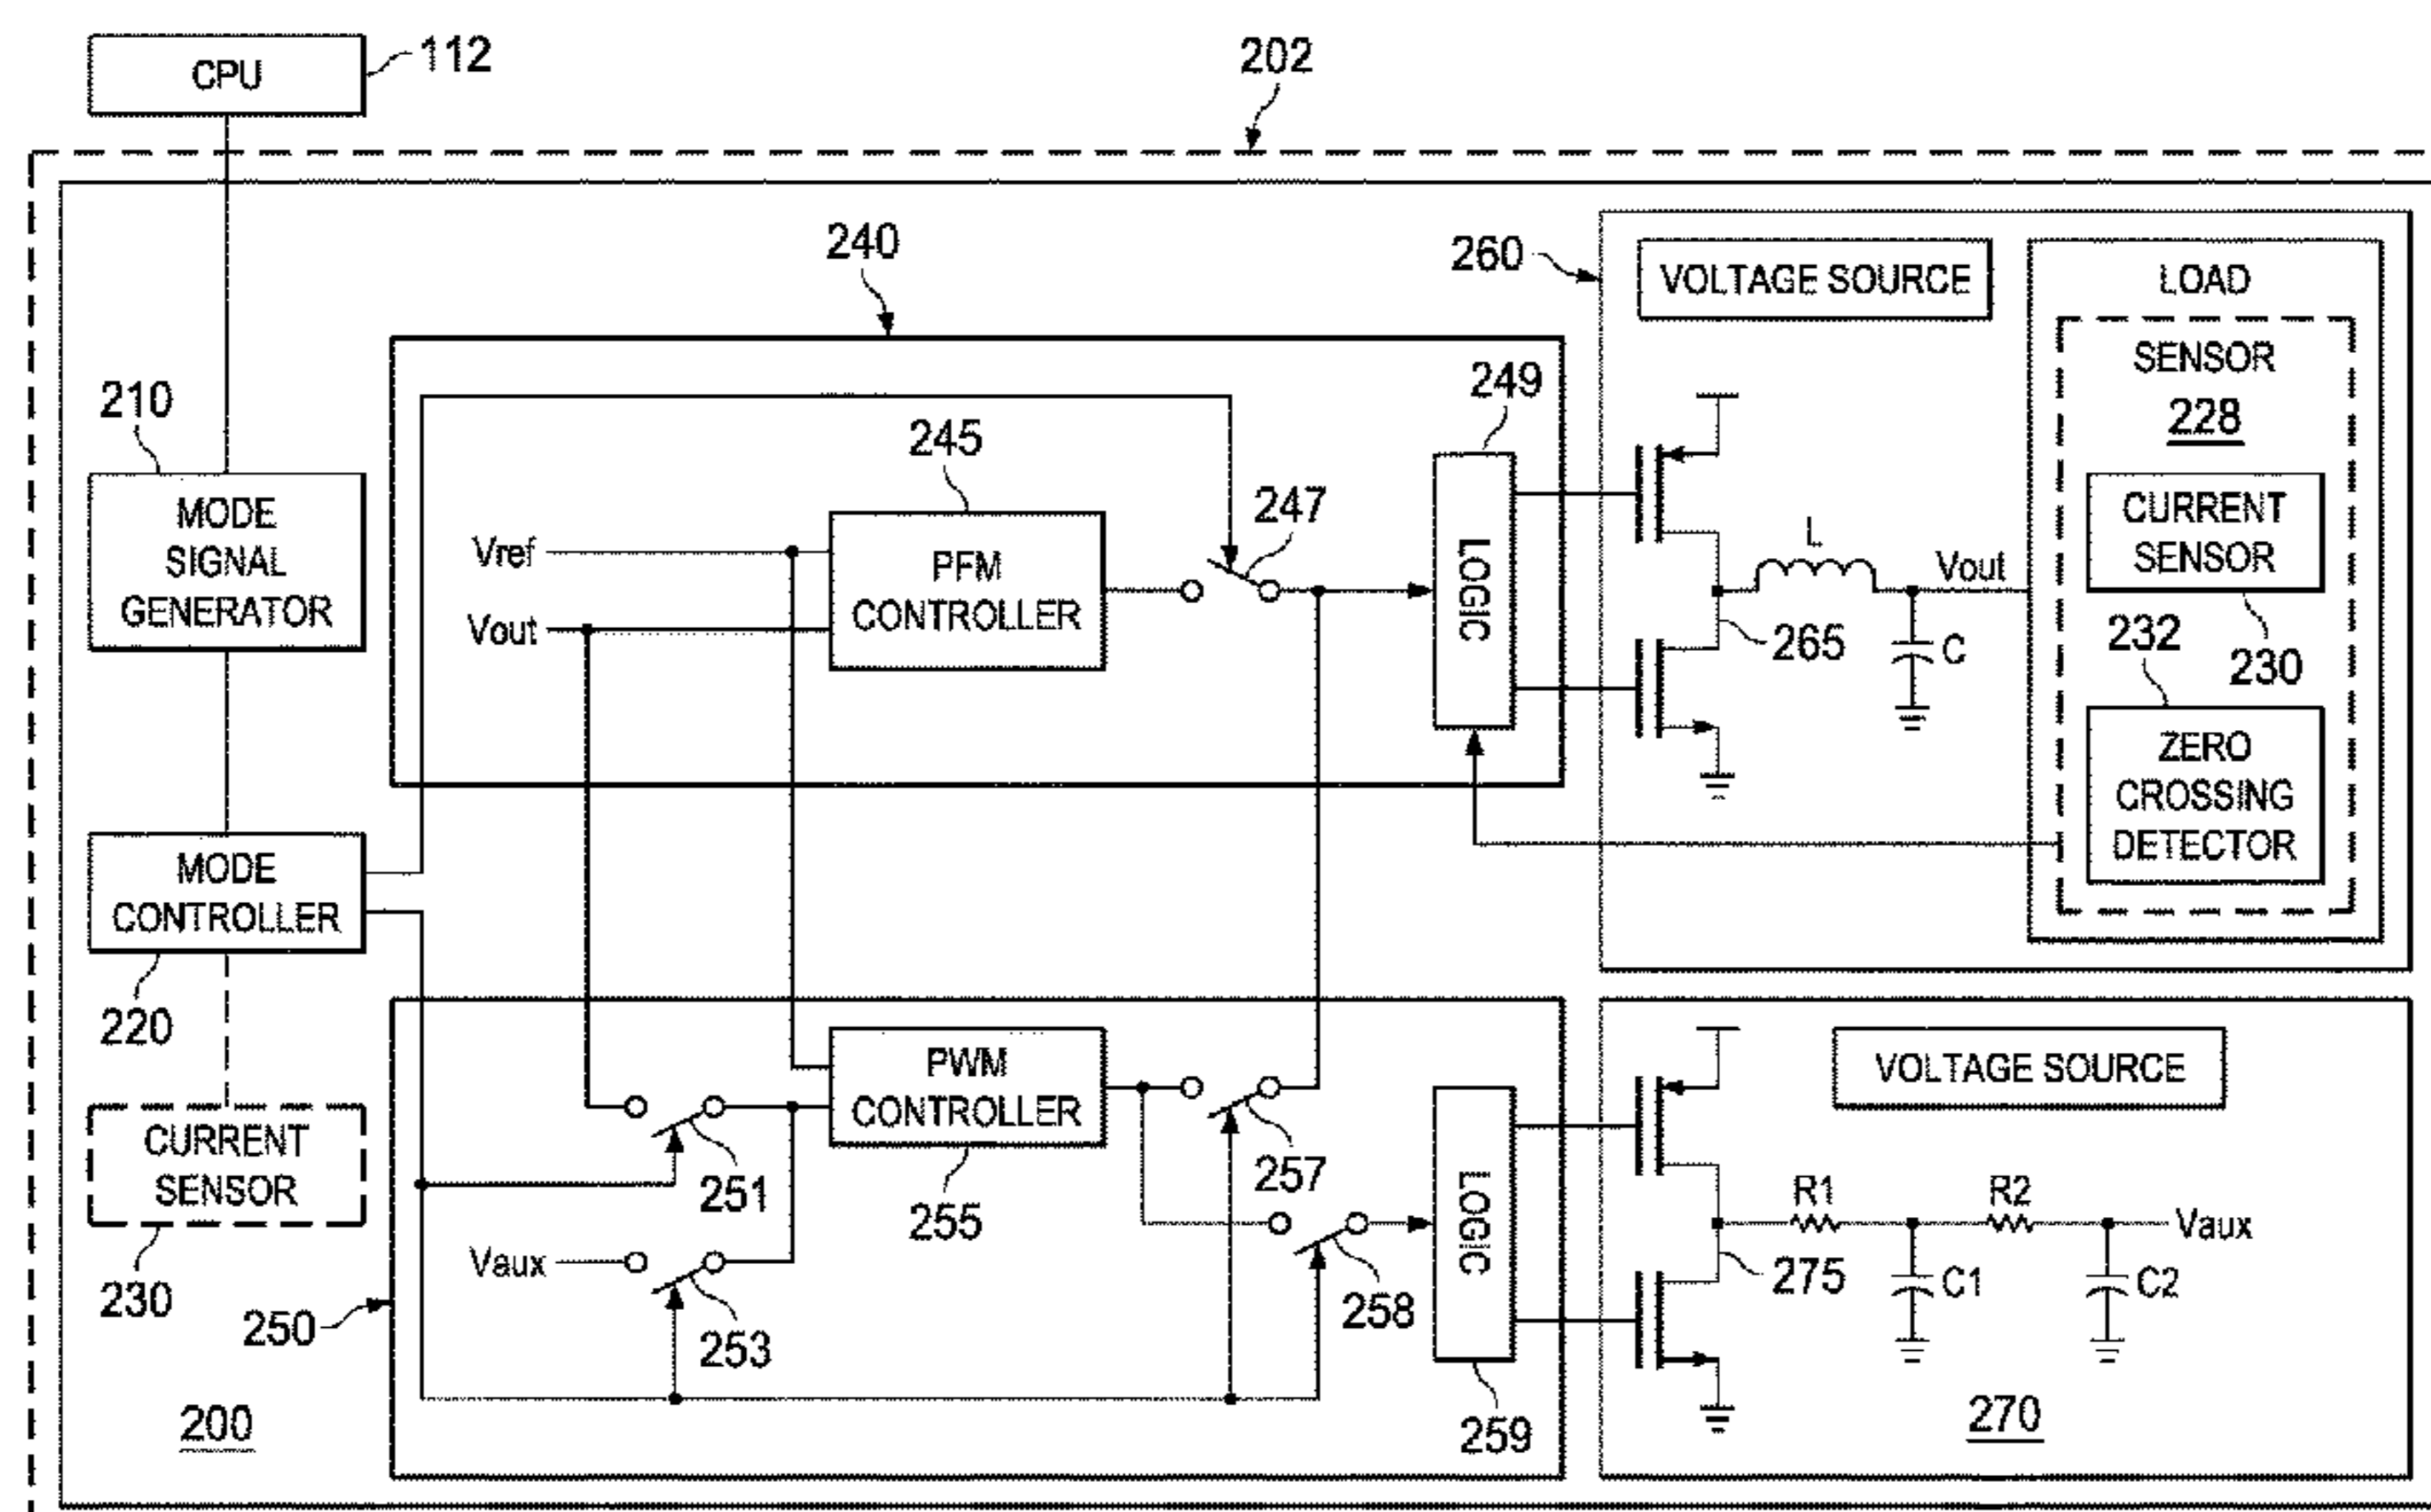 CPU
112
202
240
260
VOLTAGE SOURCE
LOAD
SENSOR
228
CURRENT
SENSOR
230
232
ZERO
CROSSING
DETECTOR
210
MODE
SIGNAL
GENERATOR
245
Vref
Vout
PFM
CONTROLLER
247
249
LOGIC
L
Vout
265
C
MODE
CONTROLLER
220
CURRENT
SENSOR
230
250
200
PWM
CONTROLLER
255
251
Vaux
253
257
258
LOGIC
259
VOLTAGE SOURCE
R1
R2
Vaux
275
C1
C2
270